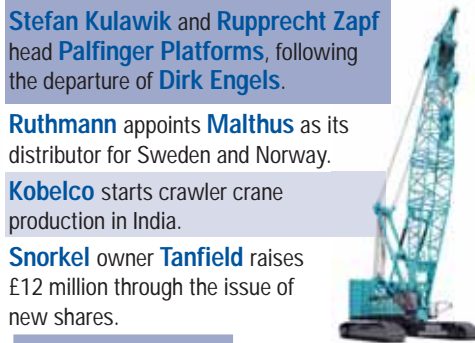 Stefan Kulawik and Rupprecht Zapf
head Palfinger Platforms, following
the departure of Dirk Engels.
Ruthmann appoints Malthus as its
distributor for Sweden and Norway.
Kobelco starts crawler crane
production in India.
Snorkel owner Tanfield raises
£12 million through the issue of
new shares.